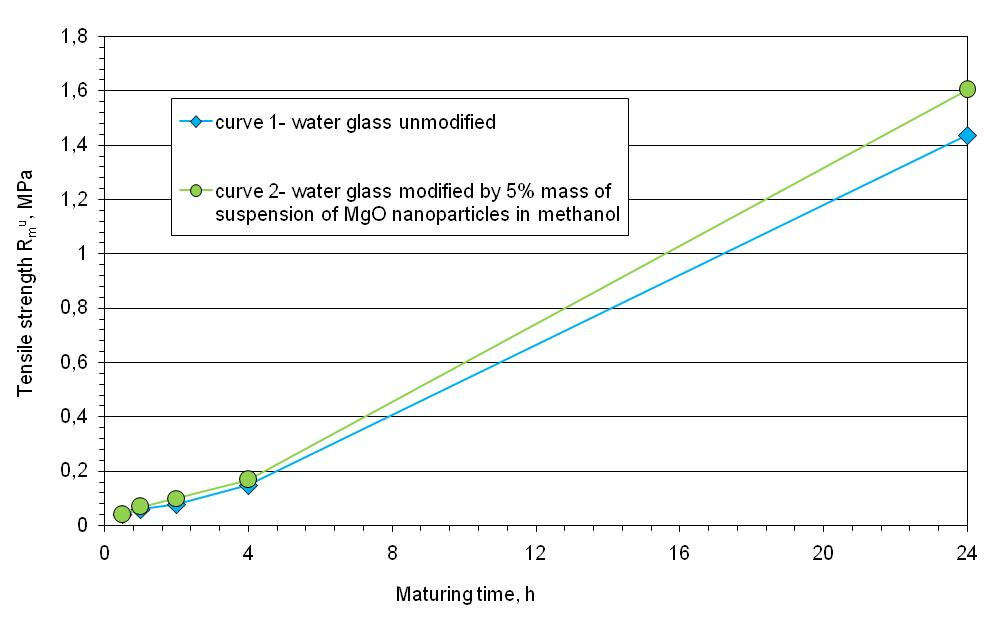 1,8
1,6
1,4
1,2
1
0,8
0,6
0,4
0,2
0
Tensile strength Rmᵘ, MPa
curve 1- water glass unmodified
curve 2- water glass modified by 5% mass of
suspension of MgO nanoparticles in methanol
0 4 8 12 16 20 24
Maturing time, h